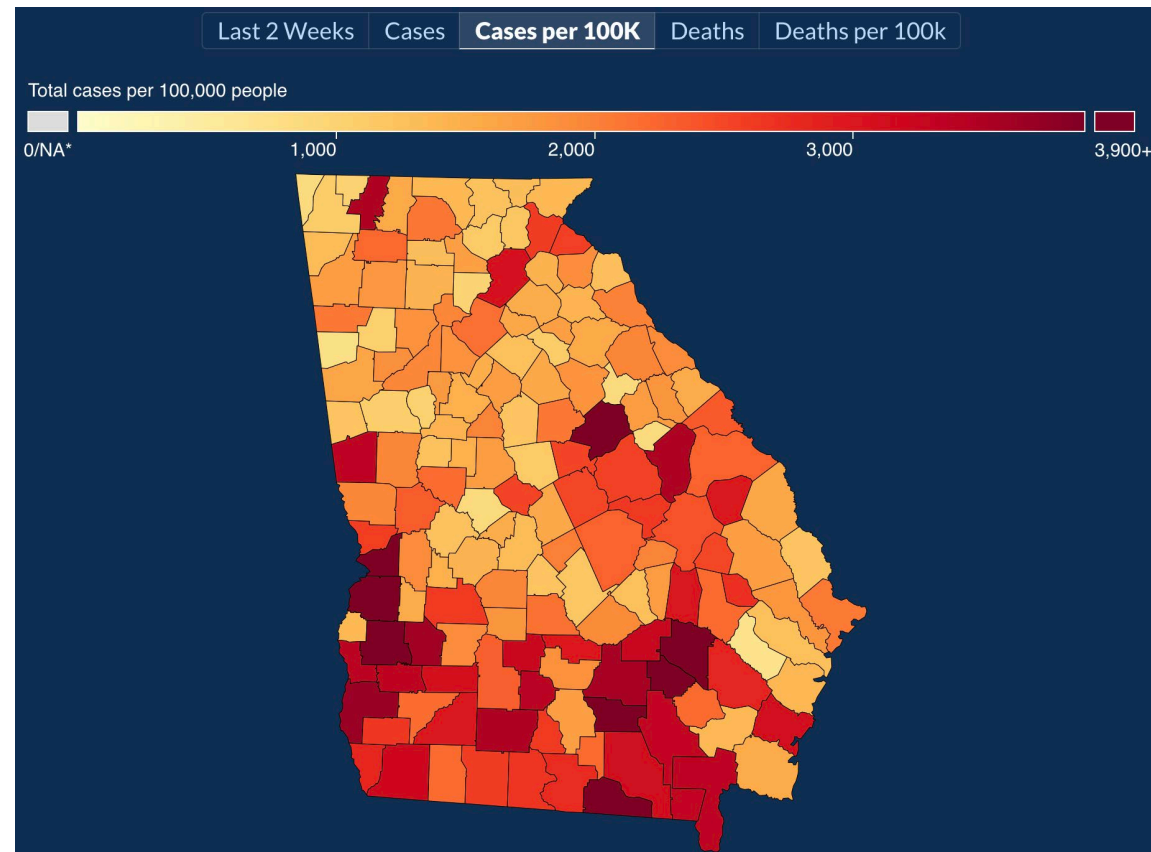 Last 2 Weeks Cases Cases per 100K Deaths Deaths per 100k
Total cases per 100,000 people
0/NA* 1,000 2,000 3,000 3,900+